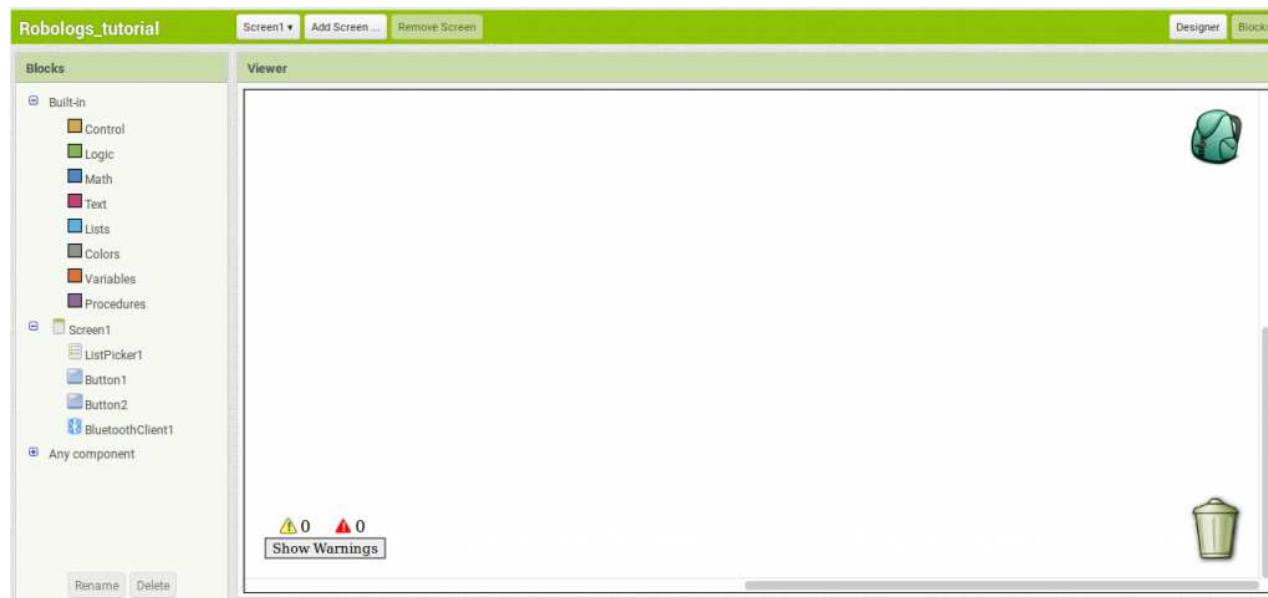 Robologs_tutorial Screen1 ▾ Add Screen ... Remove Screen Designer Blocks
Blocks Viewer
Built-in
Control
Logic
Math
Text
Lists
Colors
Variables
Procedures
Screen1
ListPicker1
Button1
Button2
BluetoothClient1
Any component
0 0
Show Warnings
Rename Delete